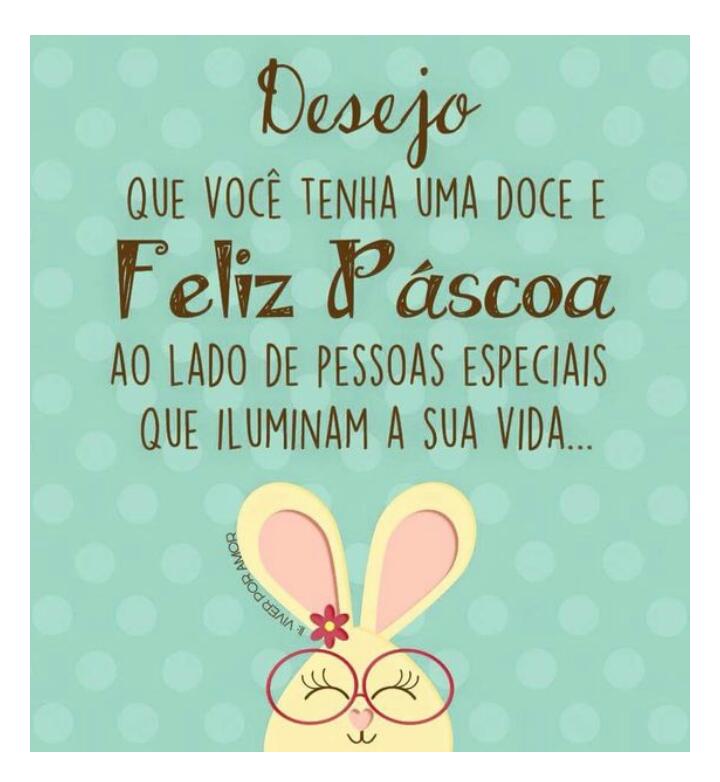 Desejo
QUE VOCÊ TENHA UMA DOCE E
Feliz Páscoa
AO LADO DE PESSOAS ESPECIAIS
QUE ILUMINAM A SUA VIDA...
VIVER POR AMOR